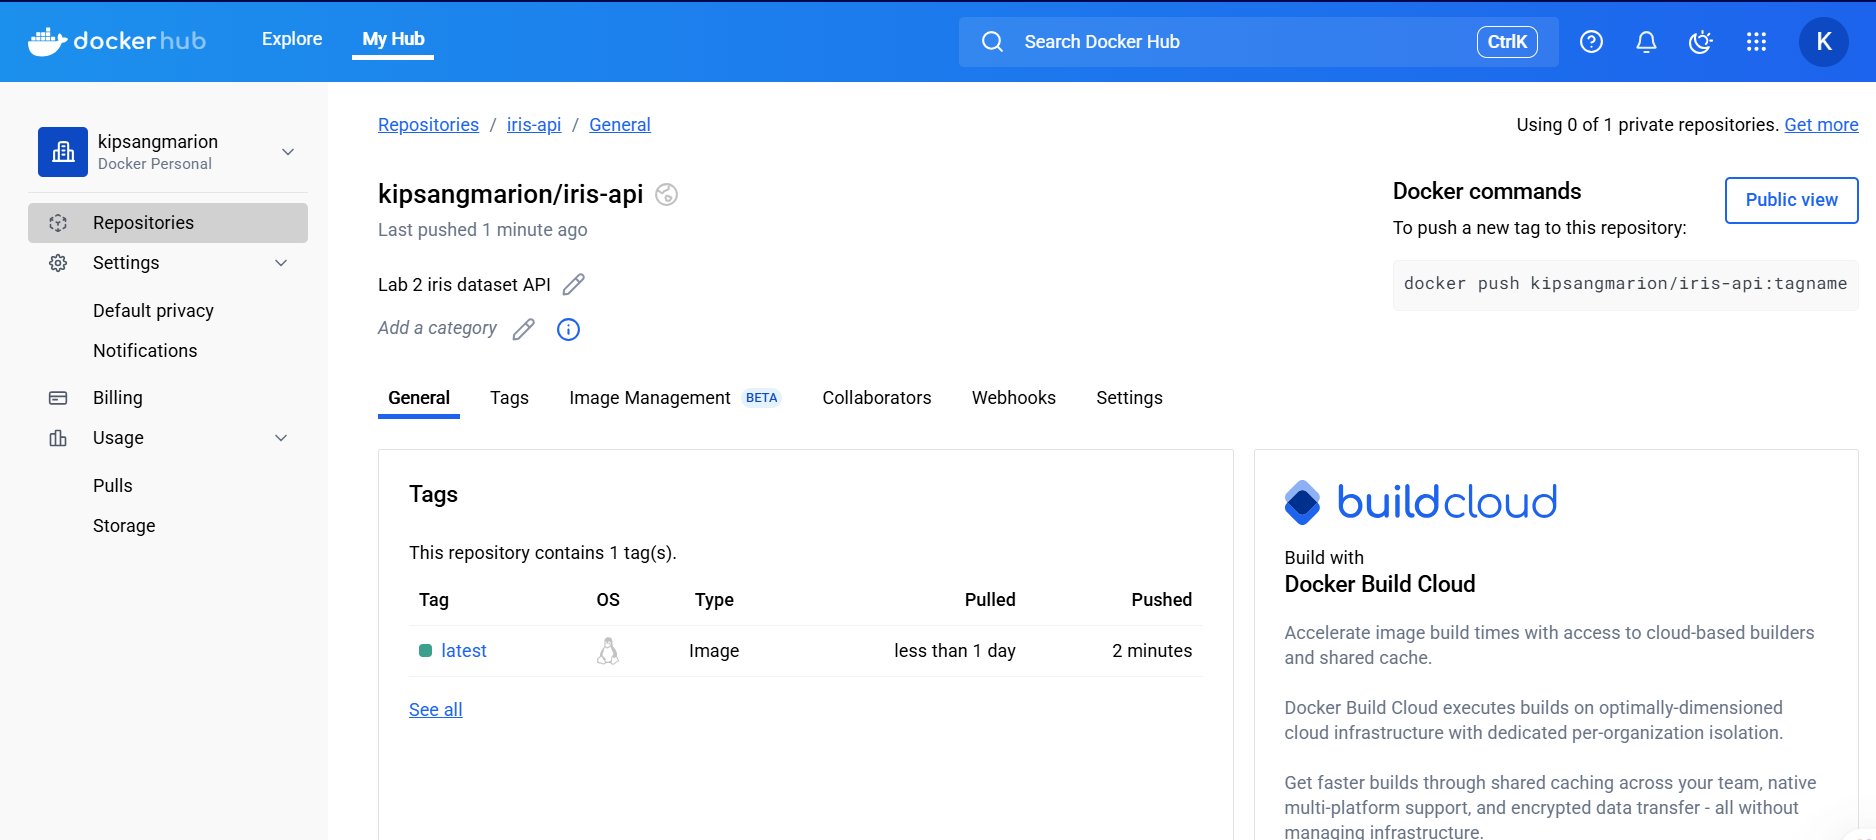 dockerhub
Explore
My Hub
Search Docker Hub
CtrlK
K
kipsangmarion
Docker Personal
Repositories
Settings
Default privacy
Notifications
Billing
Usage
Pulls
Storage
Repositories / iris-api / General
Using 0 of 1 private repositories. Get more
kipsangmarion/iris-api
Last pushed 1 minute ago
Lab 2 iris dataset API
Add a category
Docker commands
Public view
To push a new tag to this repository:
docker push kipsangmarion/iris-api:tagname
General
Tags
Image Management BETA
Collaborators
Webhooks
Settings
Tags
This repository contains 1 tag(s).
Tag OS Type Pulled Pushed
latest Image less than 1 day 2 minutes
See all
buildcloud
Build with
Docker Build Cloud
Accelerate image build times with access to cloud-based builders
and shared cache.
Docker Build Cloud executes builds on optimally-dimensioned
cloud infrastructure with dedicated per-organization isolation.
Get faster builds through shared caching across your team, native
multi-platform support, and encrypted data transfer - all without
managing infrastructure.